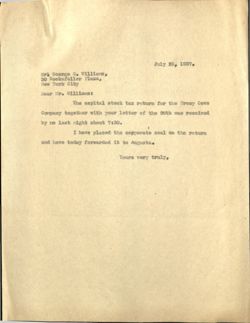 July 29, 1937.
Mr. George C. Williams,
30 Rockefeller Plaza,
New York City
Dear Mr. Williams:
The capital stock tax return for the Brony Cove
Company together with your letter of the 28th was received
by me last night about 7:30.
I have placed the corporate seal on the return
and have today forwarded it to Augusta.
Yours very truly,